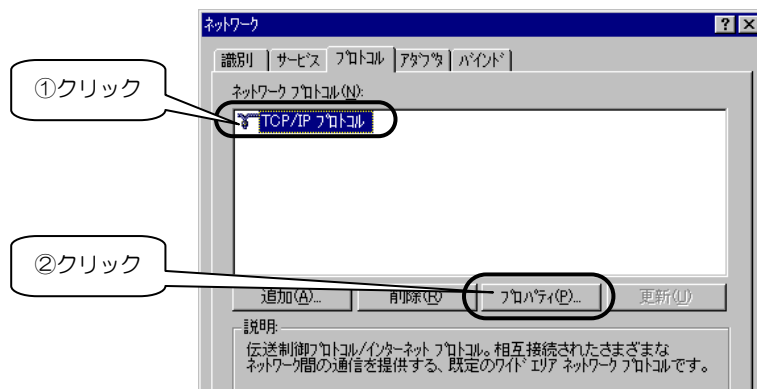 ネットワーク
識別 サービス プロトコル アダプタ バインド
①クリック
ネットワーク プロトコル(N):
TCP/IP プロトコル
②クリック
追加(A)... 削除(R) プロパティ(P)... 更新(U)
説明:
伝送制御プロトコル/インターネット プロトコル。相互接続されたさまざまな
ネットワーク間の通信を提供する、既定のワイド エリア ネットワーク プロトコルです。